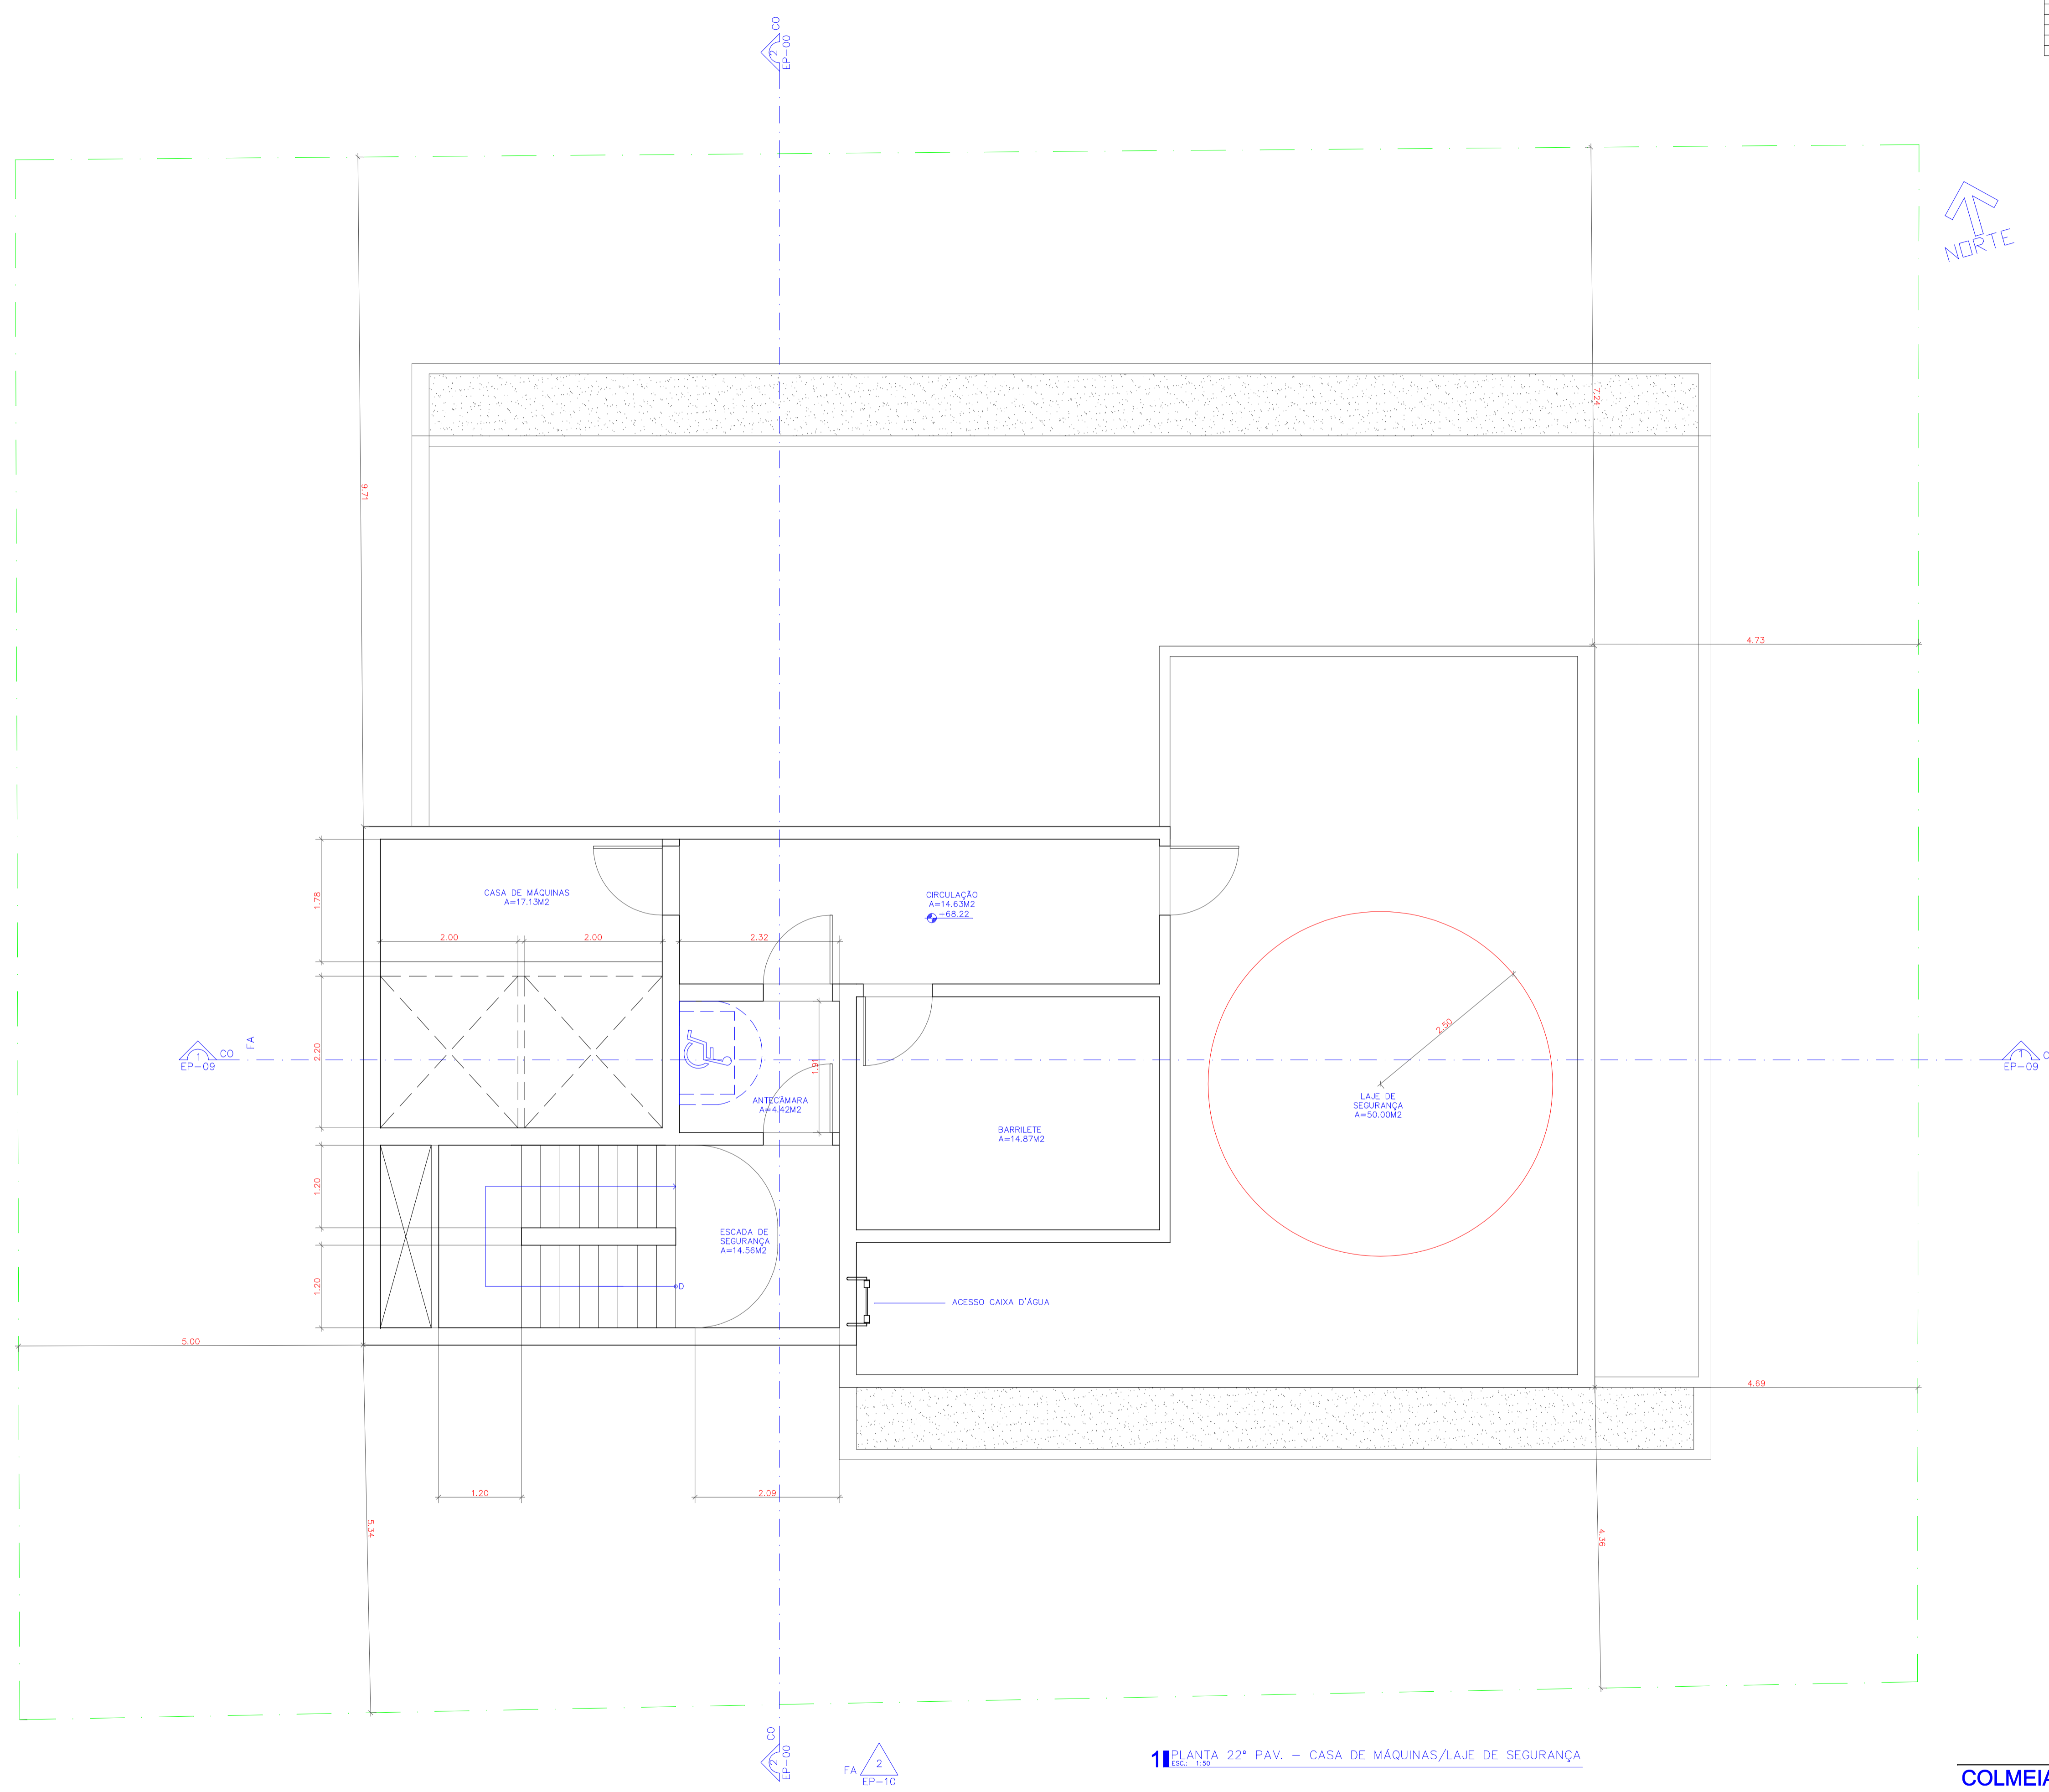 CO
2
EP-00
NORTE
7.24
9.71
4.73
CASA DE MÁQUINAS
A=17.13M2
CIRCULAÇÃO
A=14.63M2
+68.22
1.78
2.00
2.00
2.32
2.50
2.20
1.91
FA
1
CO
EP-09
1
EP-09
ANTECÂMARA
A=4.42M2
LAJE DE
SEGURANÇA
A=50.00M2
BARRILETE
A=14.87M2
1.20
ESCADA DE
SEGURANÇA
A=14.56M2
1.20
D
ACESSO CAIXA D'ÁGUA
5.00
4.69
1.20
2.09
5.34
4.36
CO
2
EP-00
FA
2
EP-10
1 PLANTA 22º PAV. - CASA DE MÁQUINAS/LAJE DE SEGURANÇA
ESC.: 1:50
COLMEIA